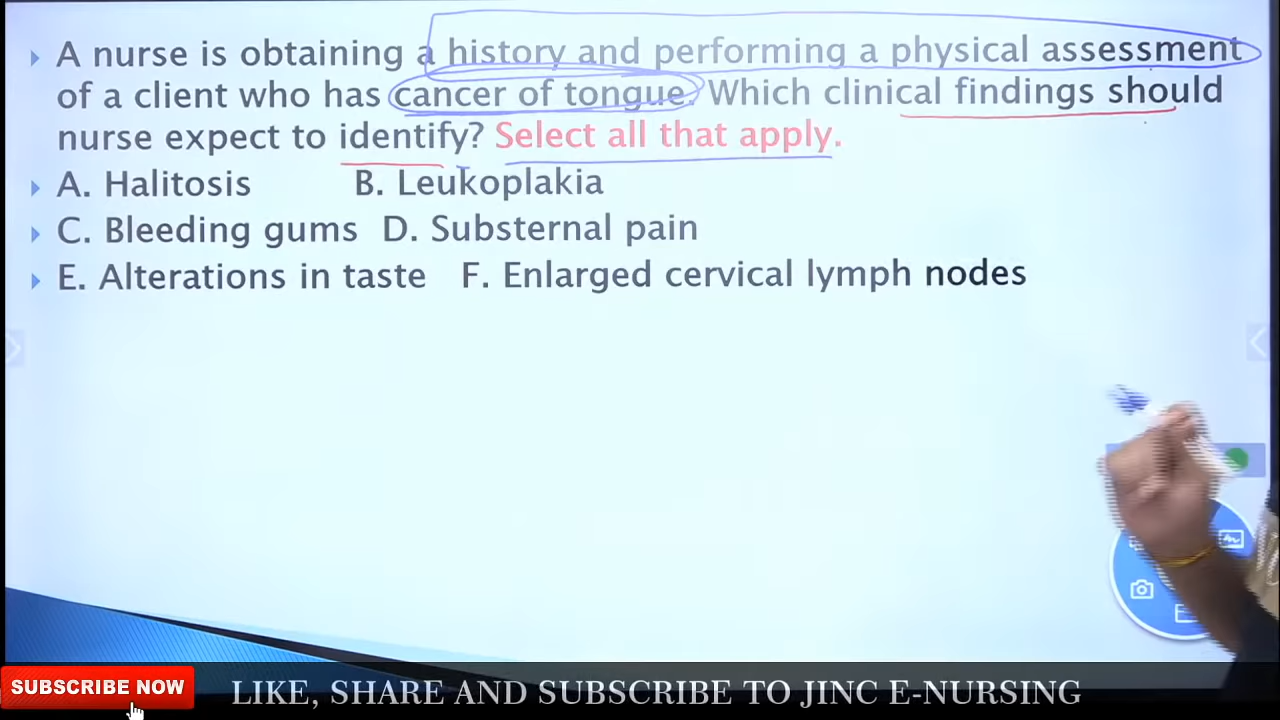 A nurse is obtaining a history and performing a physical assessment
of a client who has cancer of tongue. Which clinical findings should
nurse expect to identify? Select all that apply.
A. Halitosis B. Leukoplakia
C. Bleeding gums D. Substernal pain
E. Alterations in taste F. Enlarged cervical lymph nodes
SUBSCRIBE NOW
LIKE, SHARE AND SUBSCRIBE TO JINC E-NURSING